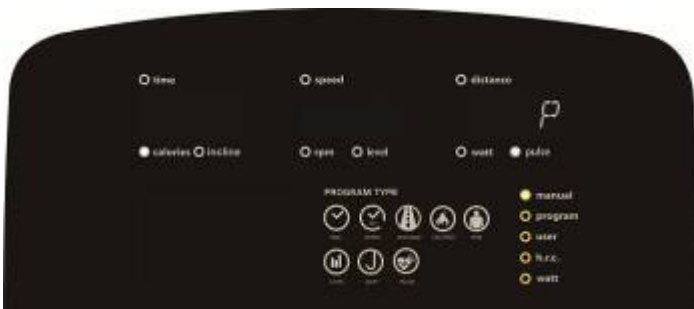 time speed distance
P
calories incline rpm level watt pulse
PROGRAM TYPE
manual
program
user
h.r.c.
watt